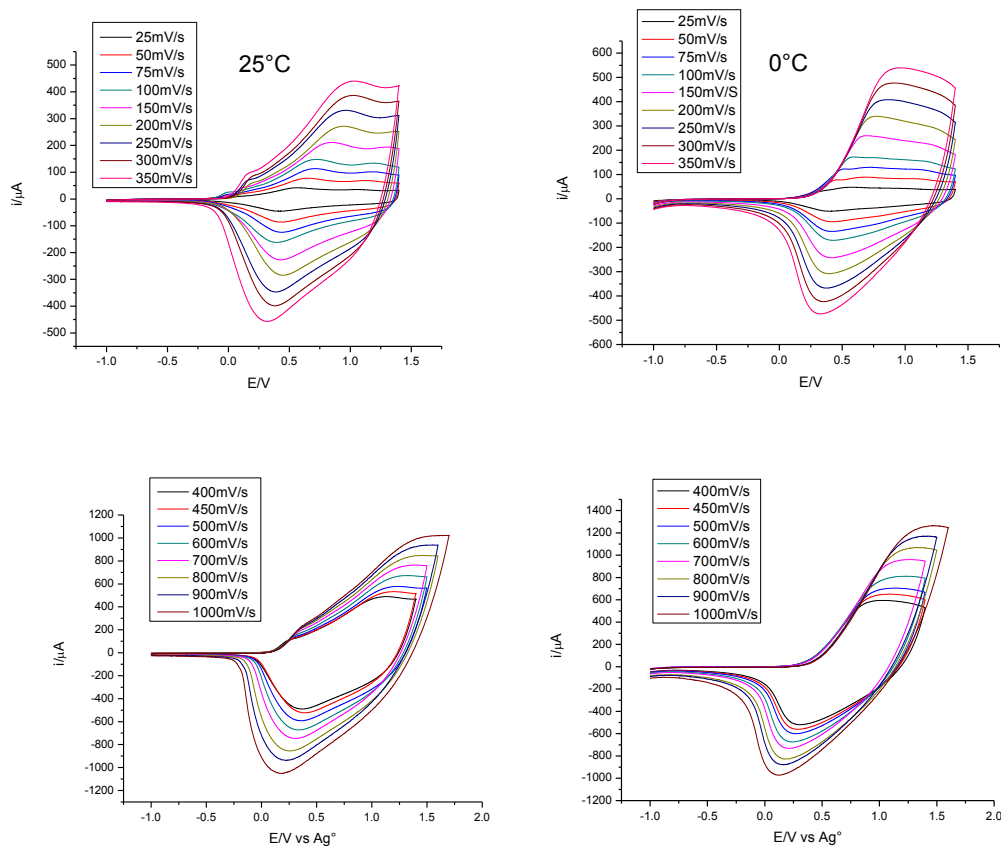 25mV/s
50mV/s
75mV/s
100mV/s
150mV/s
200mV/s
250mV/s
300mV/s
350mV/s
25°C
500
400
300
200
100
0
-100
-200
-300
-400
-500
i/µA
-1.0
-0.5
0.0
0.5
1.0
1.5
E/V
25mV/s
50mV/s
75mV/s
100mV/s
150mV/S
200mV/s
250mV/s
300mV/s
350mV/s
0°C
600
400
200
0
-200
-400
-600
i/µA
-1.0
-0.5
0.0
0.5
1.0
1.5
E/V
400mV/s
450mV/s
500mV/s
600mV/s
700mV/s
800mV/s
900mV/s
1000mV/s
1200
1000
800
600
400
200
0
-200
-400
-600
-800
-1000
-1200
i/µA
-1.0
-0.5
0.0
0.5
1.0
1.5
2.0
E/V vs Ag°
400mV/s
450mV/s
500mV/s
600mV/s
700mV/s
800mV/s
900mV/s
1000mV/s
1400
1200
1000
800
600
400
200
0
-200
-400
-600
-800
-1000
-1200
i/µA
-1.0
-0.5
0.0
0.5
1.0
1.5
2.0
E/V vs Ag°